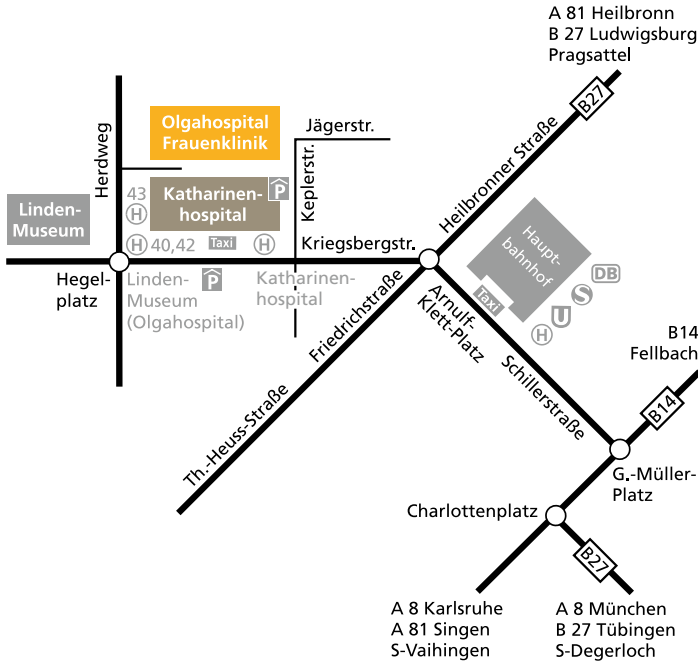 A 81 Heilbronn
B 27 Ludwigsburg
Pragsattel
B27
Heilbronner Straße
Olgahospital
Frauenklinik
Jägerstr.
Herdweg
Keplerstr.
43
H
Katharinen-
hospital
P
Linden-
Museum
H 40,42 Taxi H
Kriegsbergstr.
Haupt-
bahnhof
DB
S
U
H
Taxi
Hegel-
platz
Linden-
Museum
(Olgahospital)
P
Katharinen-
hospital
Friedrichstraße
Arnulf-
Klett-Platz
Schillerstraße
Th.-Heuss-Straße
B14
Fellbach
B14
G.-Müller-
Platz
Charlottenplatz
B27
A 8 Karlsruhe
A 81 Singen
S-Vaihingen
A 8 München
B 27 Tübingen
S-Degerloch